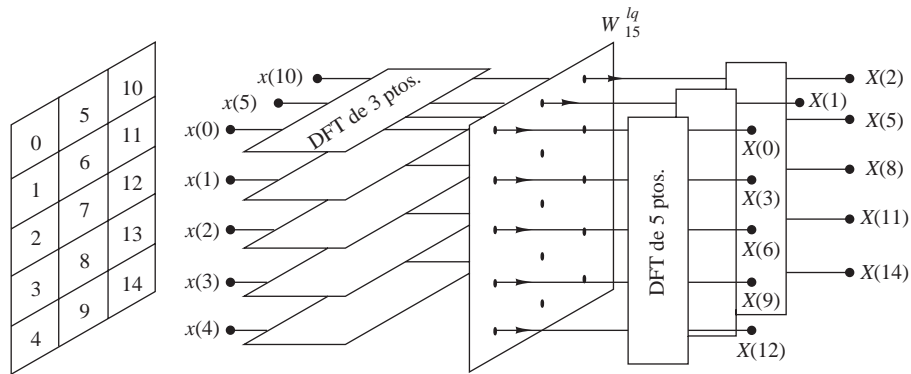 W₁₅^{lq}
0 5 10
1 6 11
2 7 12
3 8 13
4 9 14
x(10)
x(5)
x(0)
x(1)
x(2)
x(3)
x(4)
DFT de 3 ptos.
DFT de 5 ptos.
X(2)
X(1)
X(5)
X(0)
X(8)
X(3)
X(11)
X(6)
X(14)
X(9)
X(12)